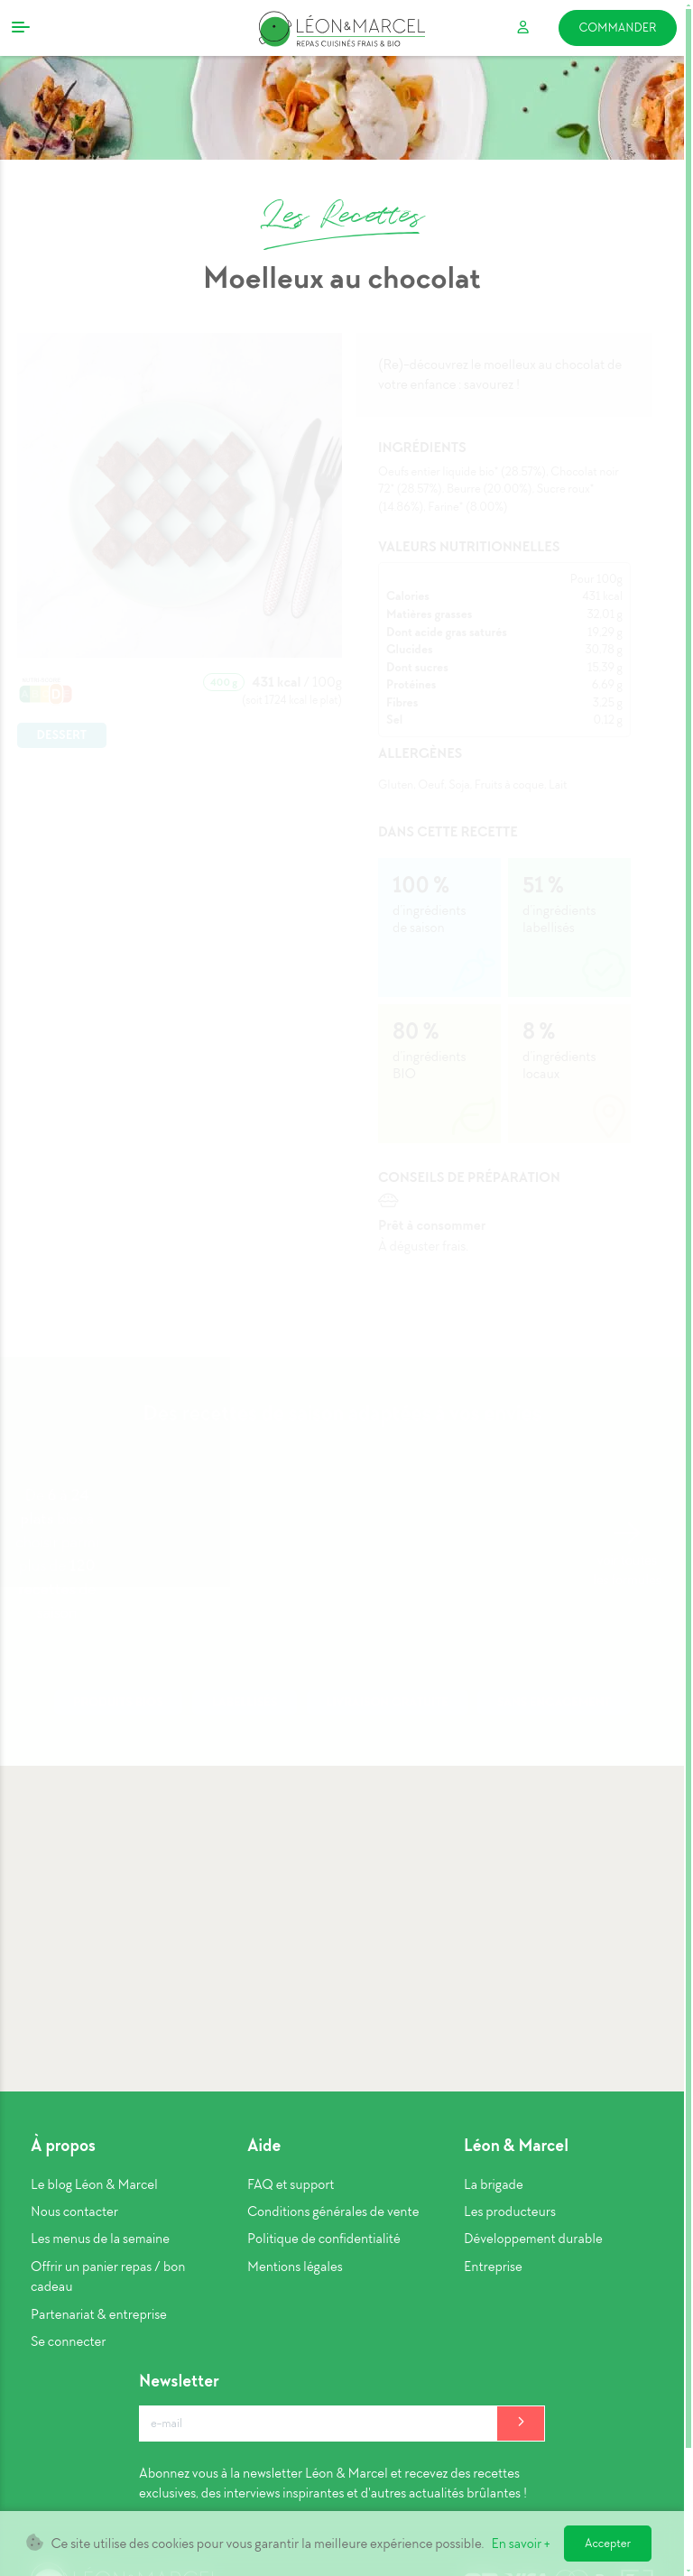 LÉON&MARCEL
REPAS CUISINÉS FRAIS & BIO
COMMANDER
Les Recettes
Moelleux au chocolat
(Re)-découvrez le moelleux au chocolat de
votre enfance : savourez !
INGRÉDIENTS
Oeufs entier liquide bio* (28.57%), Chocolat noir
72* (28.57%), Beurre (20.00%), Sucre roux*
(14.86%), Farine* (8.00%)
VALEURS NUTRITIONNELLES
Pour 100g
Calories 431 kcal
Matières grasses 32.01 g
Dont acide gras saturés 19.29 g
Glucides 30.78 g
Dont sucres 15.39 g
Protéines 6.69 g
Fibres 3.25 g
Sel 0.12 g
400 g 431 kcal / 100g
(soit 1724 kcal le plat)
DESSERT
ALLERGÈNES
Gluten, Oeuf, Soja, Fruits à coque, Lait
DANS CETTE RECETTE
100 %
d'ingrédients
de saison
51 %
d'ingrédients
labellisés
80 %
d'ingrédients
BIO
8 %
d'ingrédients
locaux
CONSEILS DE PRÉPARATION
Prêt à consommer
À déguster frais.
À propos
Le blog Léon & Marcel
Nous contacter
Les menus de la semaine
Offrir un panier repas / bon
cadeau
Partenariat & entreprise
Se connecter
Aide
FAQ et support
Conditions générales de vente
Politique de confidentialité
Mentions légales
Léon & Marcel
La brigade
Les producteurs
Développement durable
Entreprise
Newsletter
e-mail
Abonnez vous à la newsletter Léon & Marcel et recevez des recettes
exclusives, des interviews inspirantes et d'autres actualités brûlantes !
Ce site utilise des cookies pour vous garantir la meilleure expérience possible. En savoir + Accepter